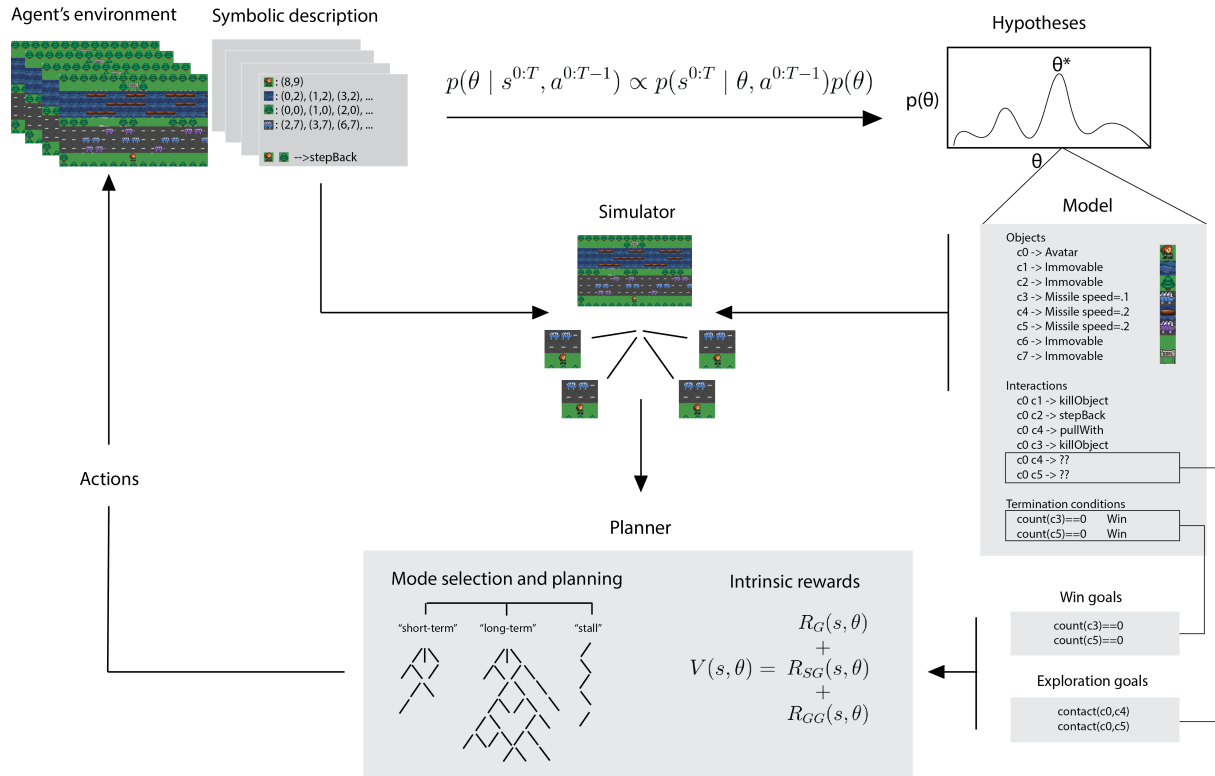 Agent's environment
Symbolic description
: (8,9)
: (0,2), (1,2), (3,2), ...
: (0,0), (1,0), (2,0), ...
: (2,7), (3,7), (6,7), ...
-->stepBack
p(θ | s^{0:T}, a^{0:T−1}) ∝ p(s^{0:T} | θ, a^{0:T−1})p(θ)
Hypotheses
θ*
p(θ)
θ
Simulator
Model
Objects
c0 -> Avatar
c1 -> Immovable
c2 -> Immovable
c3 -> Missile speed=.1
c4 -> Missile speed=.2
c5 -> Missile speed=.2
c6 -> Immovable
c7 -> Immovable
Interactions
c0 c1 -> killObject
c0 c2 -> stepBack
c0 c4 -> pullWith
c0 c3 -> killObject
c0 c4 -> ??
c0 c5 -> ??
Termination conditions
count(c3)==0 Win
count(c5)==0 Win
Actions
Planner
Mode selection and planning
"short-term" "long-term" "stall"
Intrinsic rewards
R_G(s, θ)
+
V(s, θ) = R_{SG}(s, θ)
+
R_{GG}(s, θ)
Win goals
count(c3)==0
count(c5)==0
Exploration goals
contact(c0,c4)
contact(c0,c5)